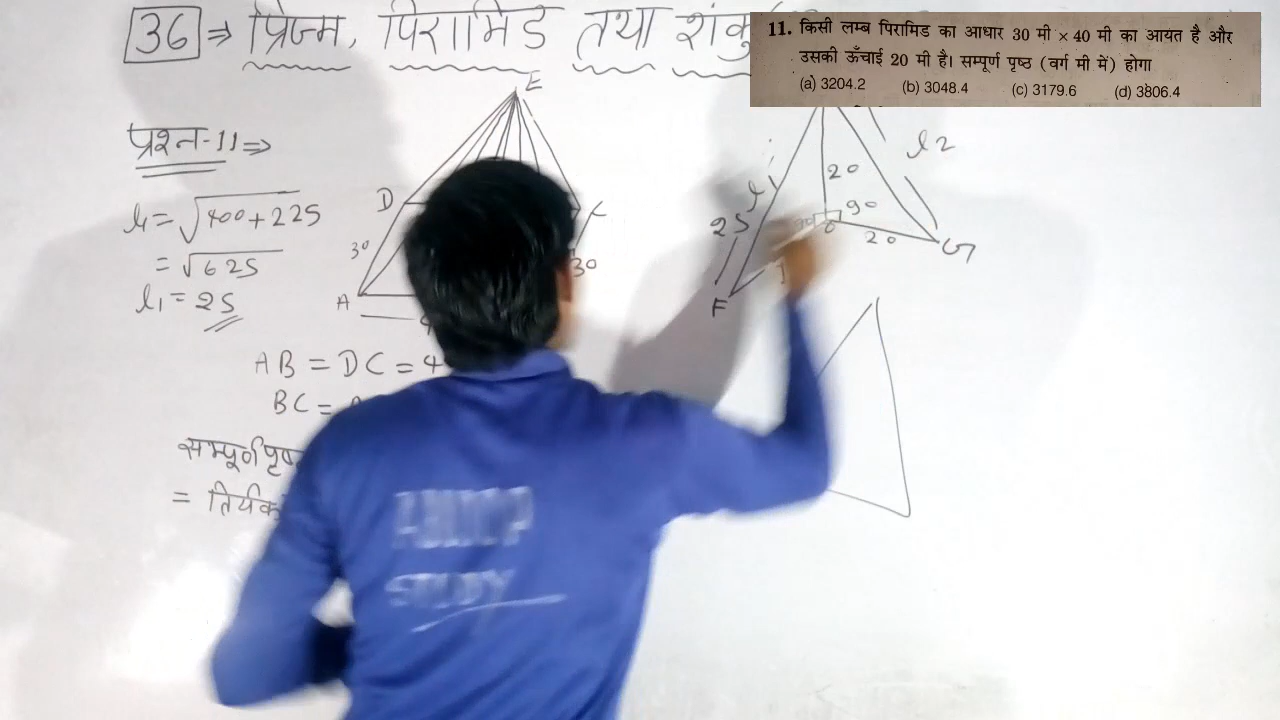 36 ⇒ प्रिज्म, पिरामिड तथा शंकु
11. किसी लम्ब पिरामिड का आधार 30 मी × 40 मी का आयत है और
उसकी ऊँचाई 20 मी है। सम्पूर्ण पृष्ठ (वर्ग मी में) होगा
(a) 3204.2 (b) 3048.4 (c) 3179.6 (d) 3806.4
प्रश्न-11⇒
l1 = √400+225
= √625
l1 = 25
AB = DC = 4
BC =
सम्पूर्ण पृष्ठ
= तिर्यक
E
D
30
A
30
l
25
F
20
90
O
20
G
l2
STUDY